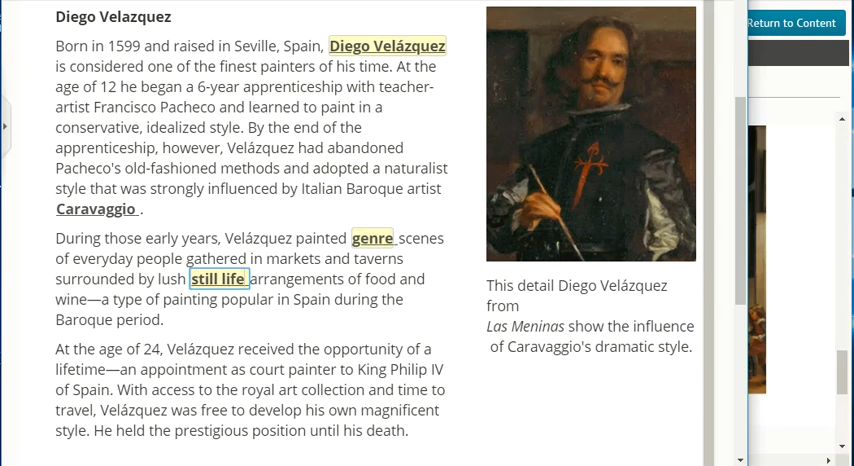 Diego Velazquez
Return to Content
Born in 1599 and raised in Seville, Spain, Diego Velázquez
is considered one of the finest painters of his time. At the
age of 12 he began a 6-year apprenticeship with teacher-
artist Francisco Pacheco and learned to paint in a
conservative, idealized style. By the end of the
apprenticeship, however, Velázquez had abandoned
Pacheco's old-fashioned methods and adopted a naturalist
style that was strongly influenced by Italian Baroque artist
Caravaggio .
During those early years, Velázquez painted genre scenes
of everyday people gathered in markets and taverns
surrounded by lush still life arrangements of food and
wine—a type of painting popular in Spain during the
Baroque period.
At the age of 24, Velázquez received the opportunity of a
lifetime—an appointment as court painter to King Philip IV
of Spain. With access to the royal art collection and time to
travel, Velázquez was free to develop his own magnificent
style. He held the prestigious position until his death.
This detail Diego Velázquez
from
Las Meninas show the influence
of Caravaggio's dramatic style.